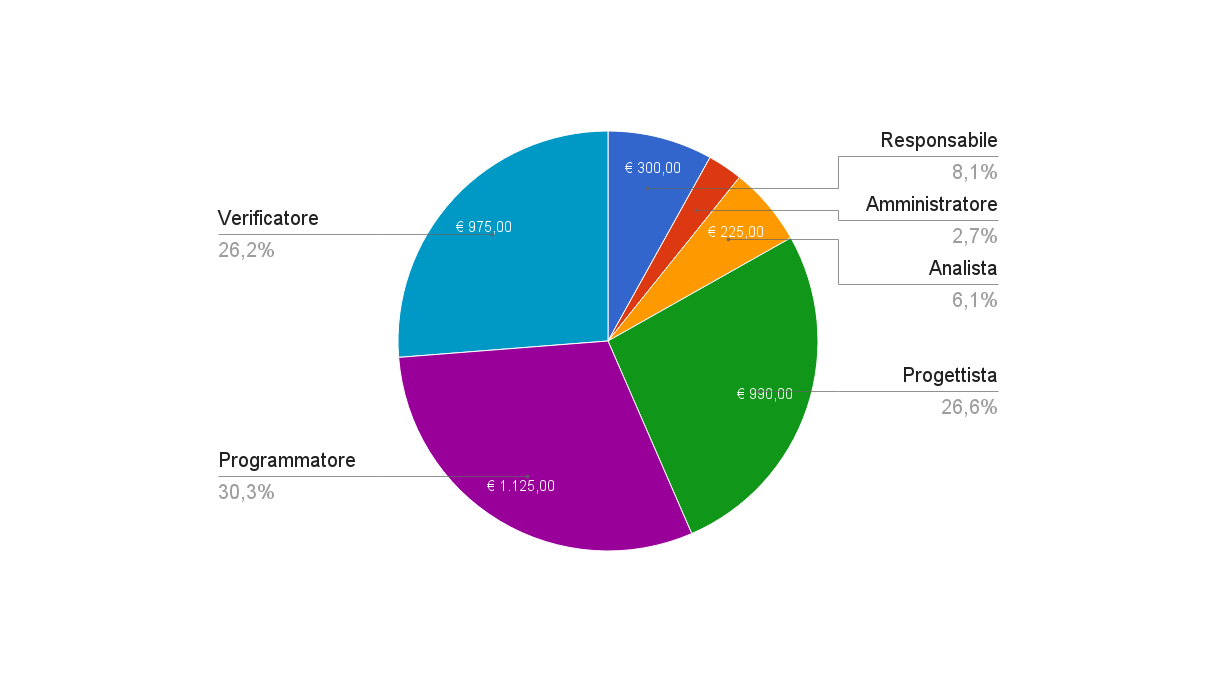 Responsabile
8,1%
Amministratore
2,7%
Analista
6,1%
Progettista
26,6%
Programmatore
30,3%
Verificatore
26,2%
€ 300,00
€ 225,00
€ 990,00
€ 1.125,00
€ 975,00